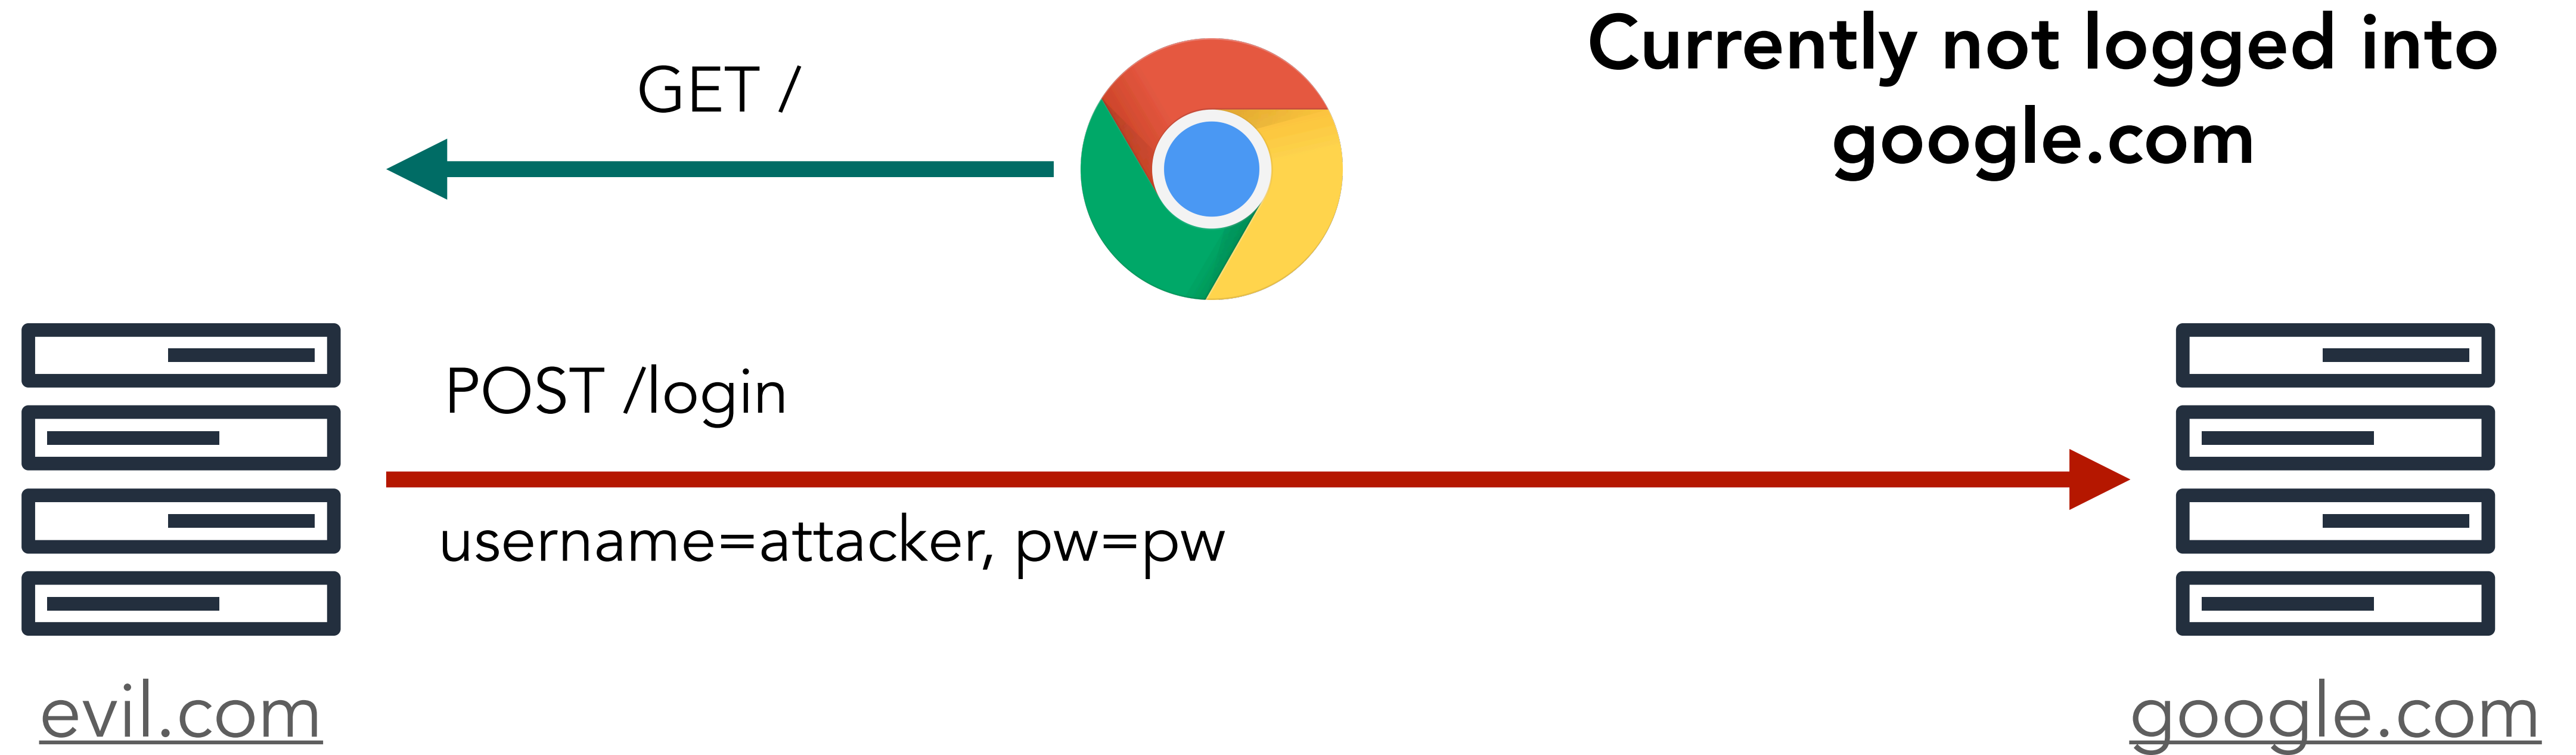 Currently not logged into
google.com
GET /
POST /login
username=attacker, pw=pw
evil.com
google.com